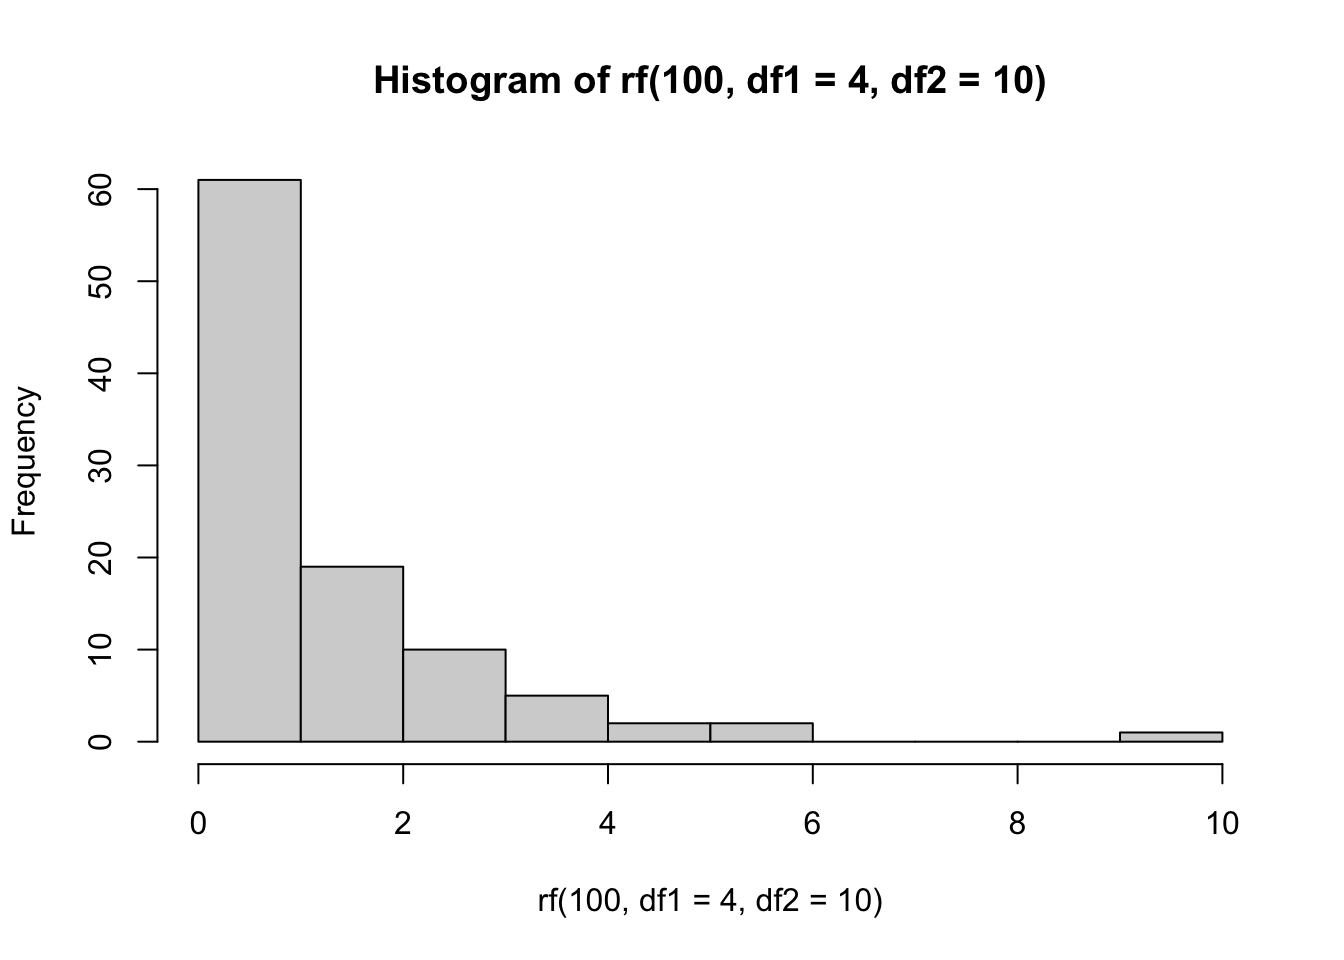 Histogram of rf(100, df1 = 4, df2 = 10)
Frequency
60
50
40
30
20
10
0
0 2 4 6 8 10
rf(100, df1 = 4, df2 = 10)